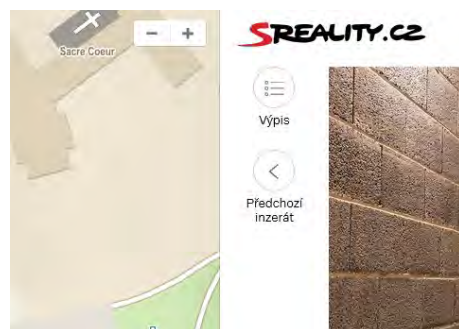 Sacre Coeur
SREALITY.CZ
Výpis
Předchozí
inzerát